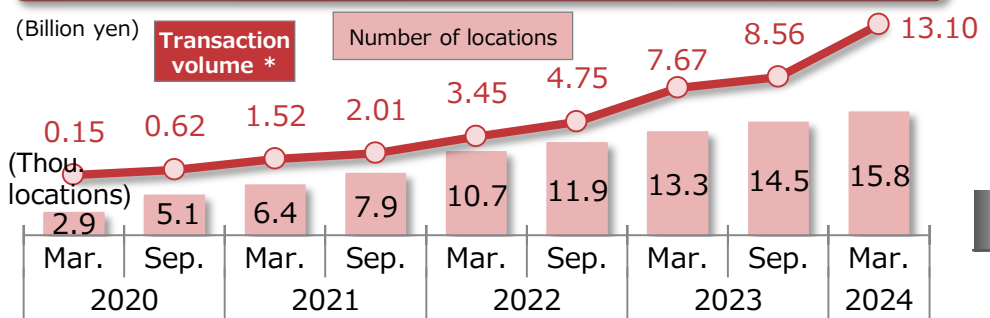 (Billion yen)
Transaction
volume *
Number of locations
0.15 0.62 1.52 2.01 3.45 4.75 7.67 8.56 13.10
(Thou.
locations)
2.9 5.1 6.4 7.9 10.7 11.9 13.3 14.5 15.8
Mar. Sep. Mar. Sep. Mar. Sep. Mar. Sep. Mar.
2020 2021 2022 2023 2024